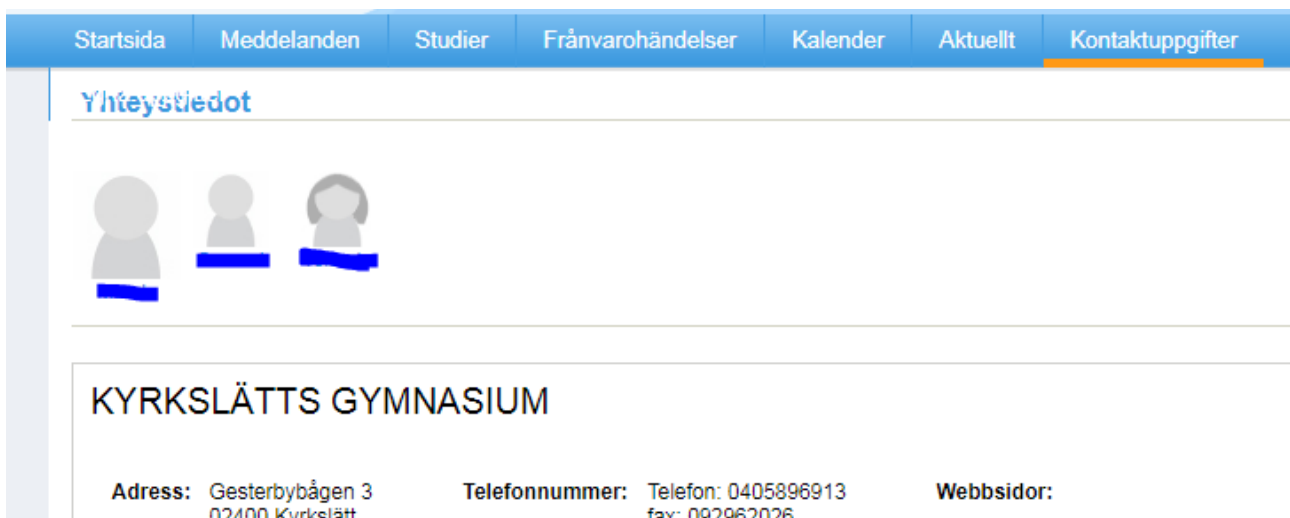 Startsida Meddelanden Studier Frånvarohändelser Kalender Aktuellt Kontaktuppgifter
Yhteystiedot
KYRKSLÄTTS GYMNASIUM
Adress: Gesterbybågen 3 Telefonnummer: Telefon: 0405896913 Webbsidor:
02400 Kyrkslätt fax: 092962026